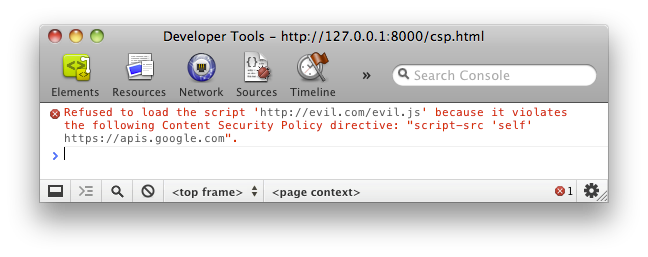 Developer Tools - http://127.0.0.1:8000/csp.html
Elements Resources Network Sources Timeline » Search Console
Refused to load the script 'http://evil.com/evil.js' because it violates
the following Content Security Policy directive: "script-src 'self'
https://apis.google.com".
>
<top frame> <page context> 1